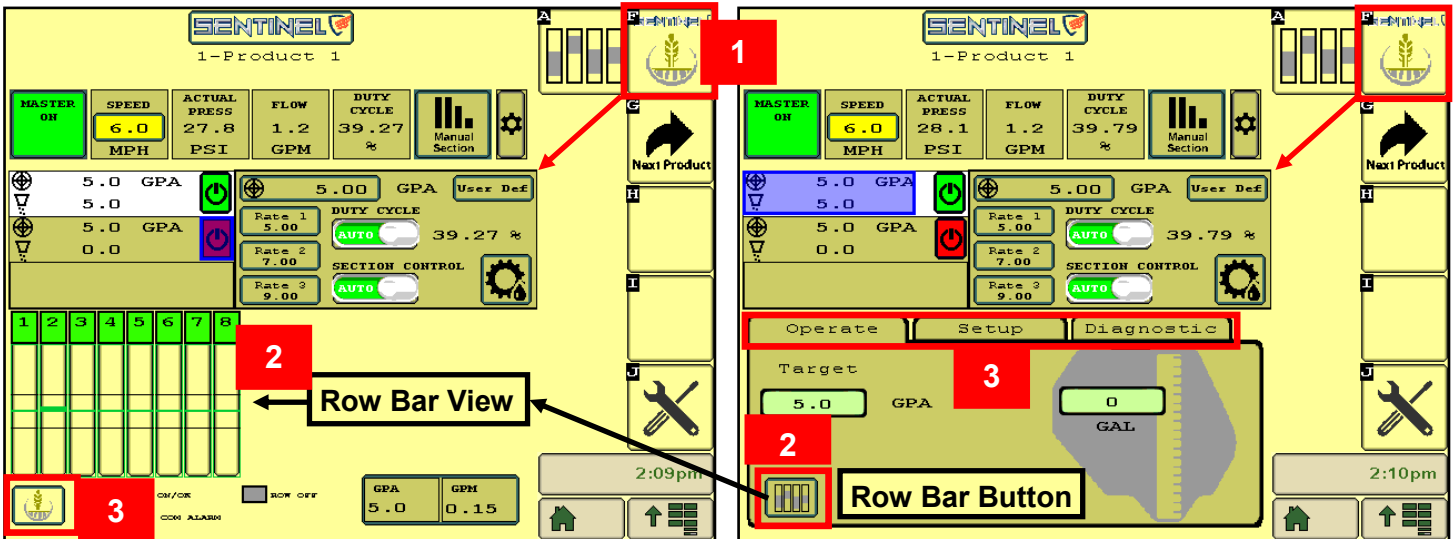 SENTINEL
1-Product 1
A
F
SENTINEL
1
MASTER
ON
SPEED
6.0
MPH
ACTUAL
PRESS
27.8
PSI
FLOW
1.2
GPM
DUTY
CYCLE
39.27
%
Manual
Section
G
Next Product
5.0 GPA
5.0
5.0 GPA
0.0
5.00 GPA User Def
Rate 1
5.00
Rate 2
7.00
Rate 3
9.00
DUTY CYCLE
AUTO
39.27 %
SECTION CONTROL
AUTO
H
I
J
1 2 3 4 5 6 7 8
2
Row Bar View
3
ON/OK
ROW OFF
COM ALARM
GPA
5.0
GPM
0.15
2:09pm
SENTINEL
1-Product 1
A
F
SENTINEL
MASTER
ON
SPEED
6.0
MPH
ACTUAL
PRESS
28.1
PSI
FLOW
1.2
GPM
DUTY
CYCLE
39.79
%
Manual
Section
G
Next Product
5.0 GPA
5.0
5.0 GPA
0.0
5.00 GPA User Def
Rate 1
5.00
Rate 2
7.00
Rate 3
9.00
DUTY CYCLE
AUTO
39.79 %
SECTION CONTROL
AUTO
H
I
J
Operate Setup Diagnostic
3
Target
5.0 GPA
0
GAL
2
Row Bar Button
2:10pm